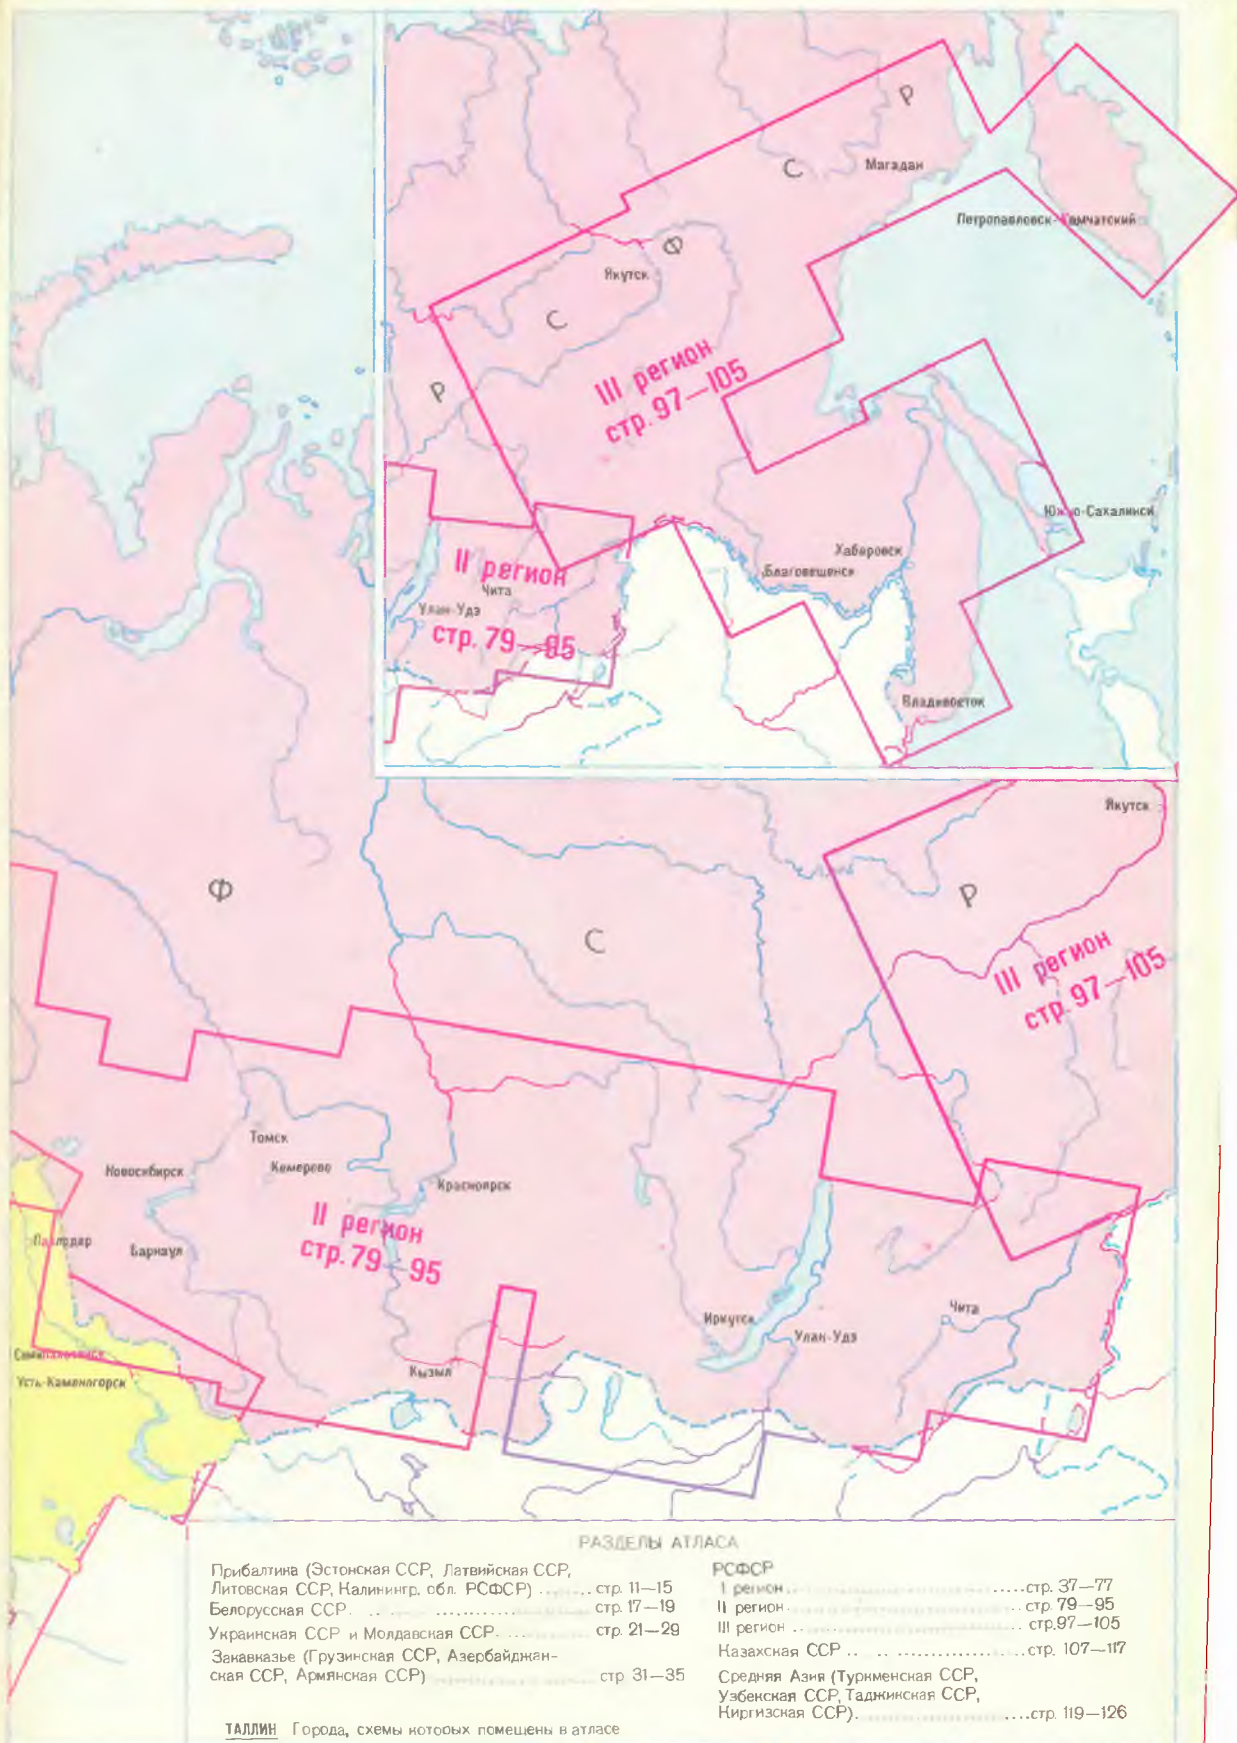 Р
С
Магадан
Петропавловск-Камчатский
Ф
Якутск
С
III регион
стр. 97—105
Р
Южно-Сахалинск
Хабаровск
Благовещенск
II регион
Чита
Улан-Удэ
стр. 79—95
Владивосток
Якутск
Ф
Р
С
III регион
стр. 97—105
Томск
Новосибирск
Кемерово
Красноярск
II регион
стр. 79—95
Павлодар
Барнаул
Чита
Иркутск
Улан-Удэ
Семипалатинск
Кызыл
Усть-Каменогорск
РАЗДЕЛЫ АТЛАСА
Прибалтика (Эстонская ССР, Латвийская ССР,
Литовская ССР, Калинингр. обл. РСФСР) ........ стр. 11—15
Белорусская ССР .................. стр. 17—19
Украинская ССР и Молдавская ССР........ стр. 21—29
Закавказье (Грузинская ССР, Азербайджан-
ская ССР, Армянская ССР) ............ стр 31—35
ТАЛЛИН Города, схемы которых помещены в атласе
РСФСР
I регион..........................стр. 37—77
II регион.......................... стр. 79—95
III регион .......................... стр.97—105
Казахская ССР .. ....................стр. 107—117
Средняя Азия (Туркменская ССР,
Узбекская ССР, Таджикская ССР,
Киргизская ССР)......................стр. 119—126